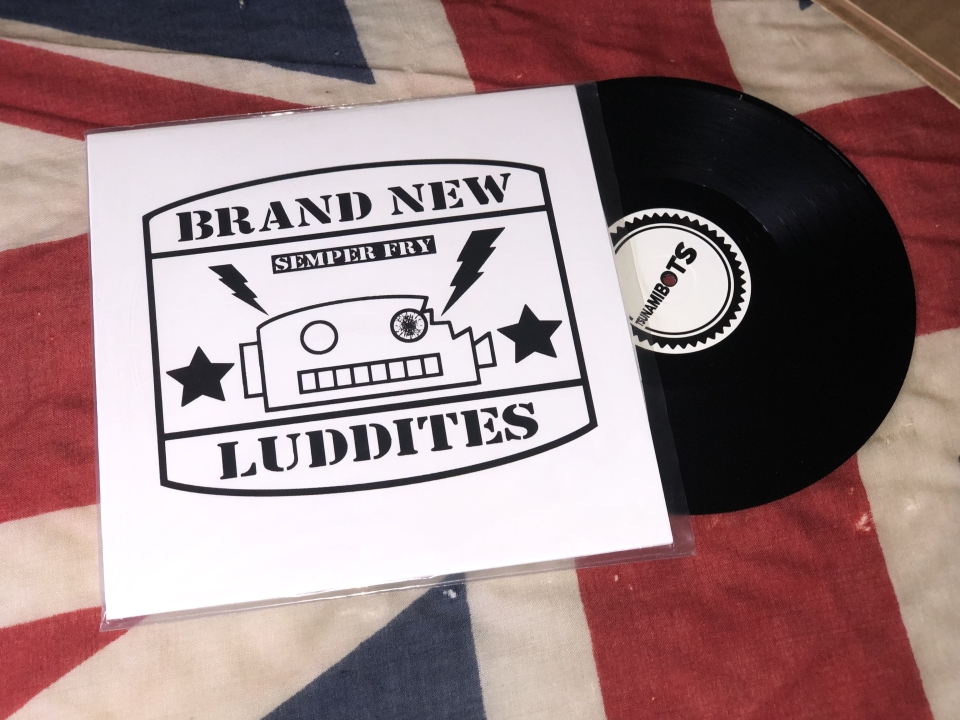 BRAND NEW
SEMPER FRY
LUDDITES
TSUNAMIBOTS